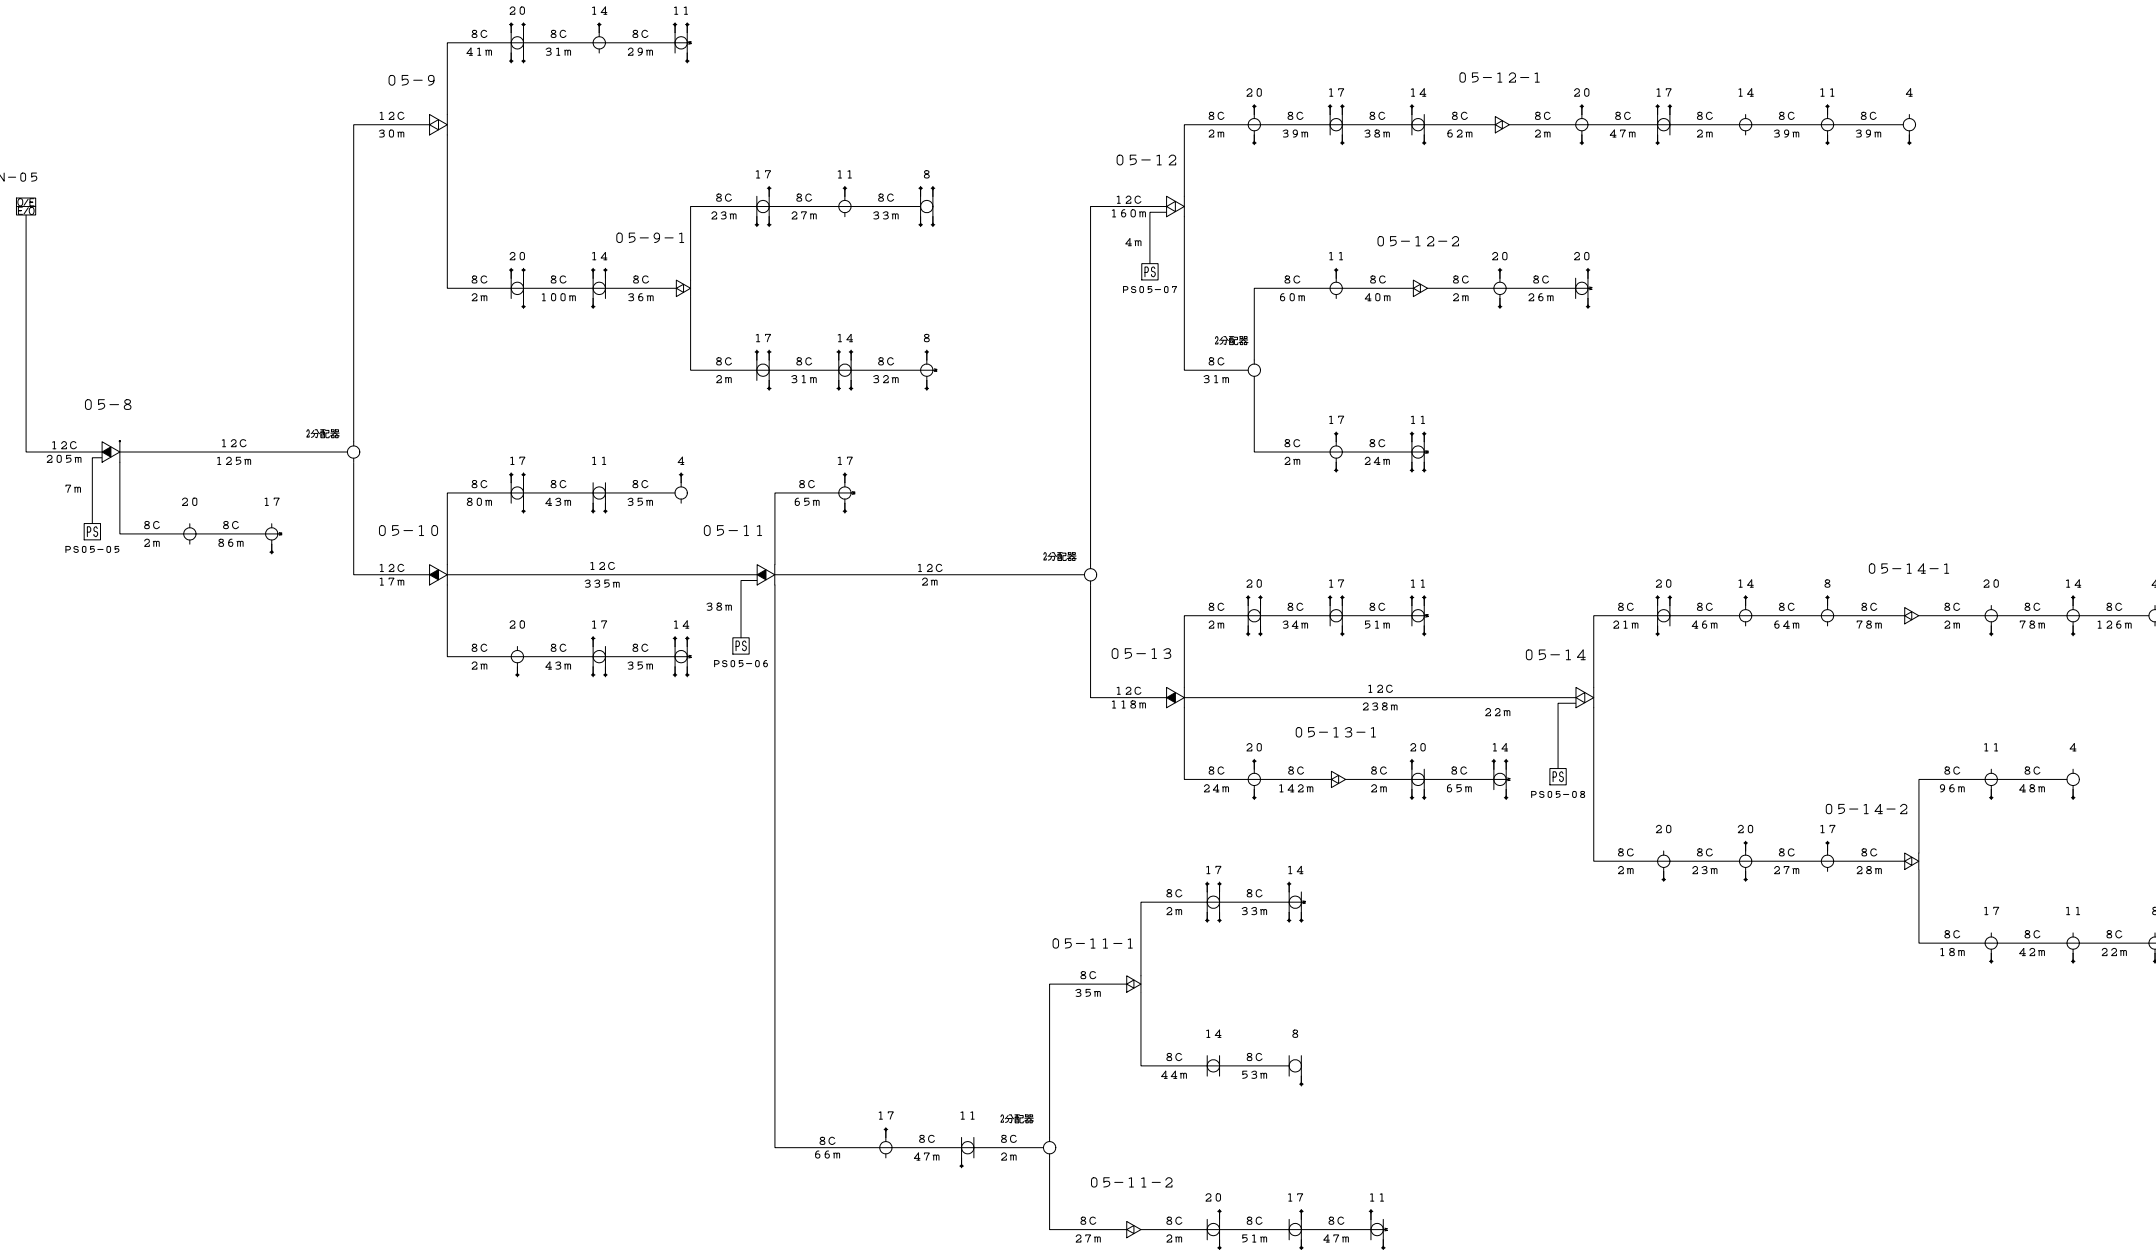 20 14 11
8C 8C 8C
41m 31m 29m
05-9
05-12-1
20 17 14 20 17 14 11 4
12C
30m
8C 8C 8C 8C 8C 8C 8C 8C 8C
2m 39m 38m 62m 2m 47m 2m 39m 39m
05-12
N-05
O/E
E/O
17 11 8
8C 8C 8C
23m 27m 33m
12C
160m
4m
PS
PS05-07
05-9-1
05-12-2
20 14
8C 8C 8C
2m 100m 36m
11 20 20
8C 8C 8C 8C
60m 40m 2m 26m
2分配器
17 14 8
8C 8C 8C
2m 31m 32m
8C
31m
05-8
12C
205m
12C
125m
2分配器
17 11
8C 8C
2m 24m
7m
PS
PS05-05
20 17
8C 8C
2m 86m
17 11 4
8C 8C 8C
80m 43m 35m
17
8C
65m
05-10
05-11
12C
17m
12C
335m
12C
2m
2分配器
38m
PS
PS05-06
20 17 14
8C 8C 8C
2m 43m 35m
20 17 11
8C 8C 8C
2m 34m 51m
05-14-1
20 14 8 20 14 4
8C 8C 8C 8C 8C 8C 8C
21m 46m 64m 78m 2m 78m 126m
05-13
05-14
12C
118m
12C
238m
22m
PS
PS05-08
05-13-1
20 20 14
8C 8C 8C 8C
24m 142m 2m 65m
11 4
8C 8C
96m 48m
05-14-2
20 20 17
8C 8C 8C 8C
2m 23m 27m 28m
17 11 8
8C 8C 8C
18m 42m 22m
17 14
8C 8C
2m 33m
05-11-1
8C
35m
14 8
8C 8C
44m 53m
17 11
2分配器
8C 8C 8C
66m 47m 2m
05-11-2
20 17 11
8C 8C 8C 8C
27m 2m 51m 47m